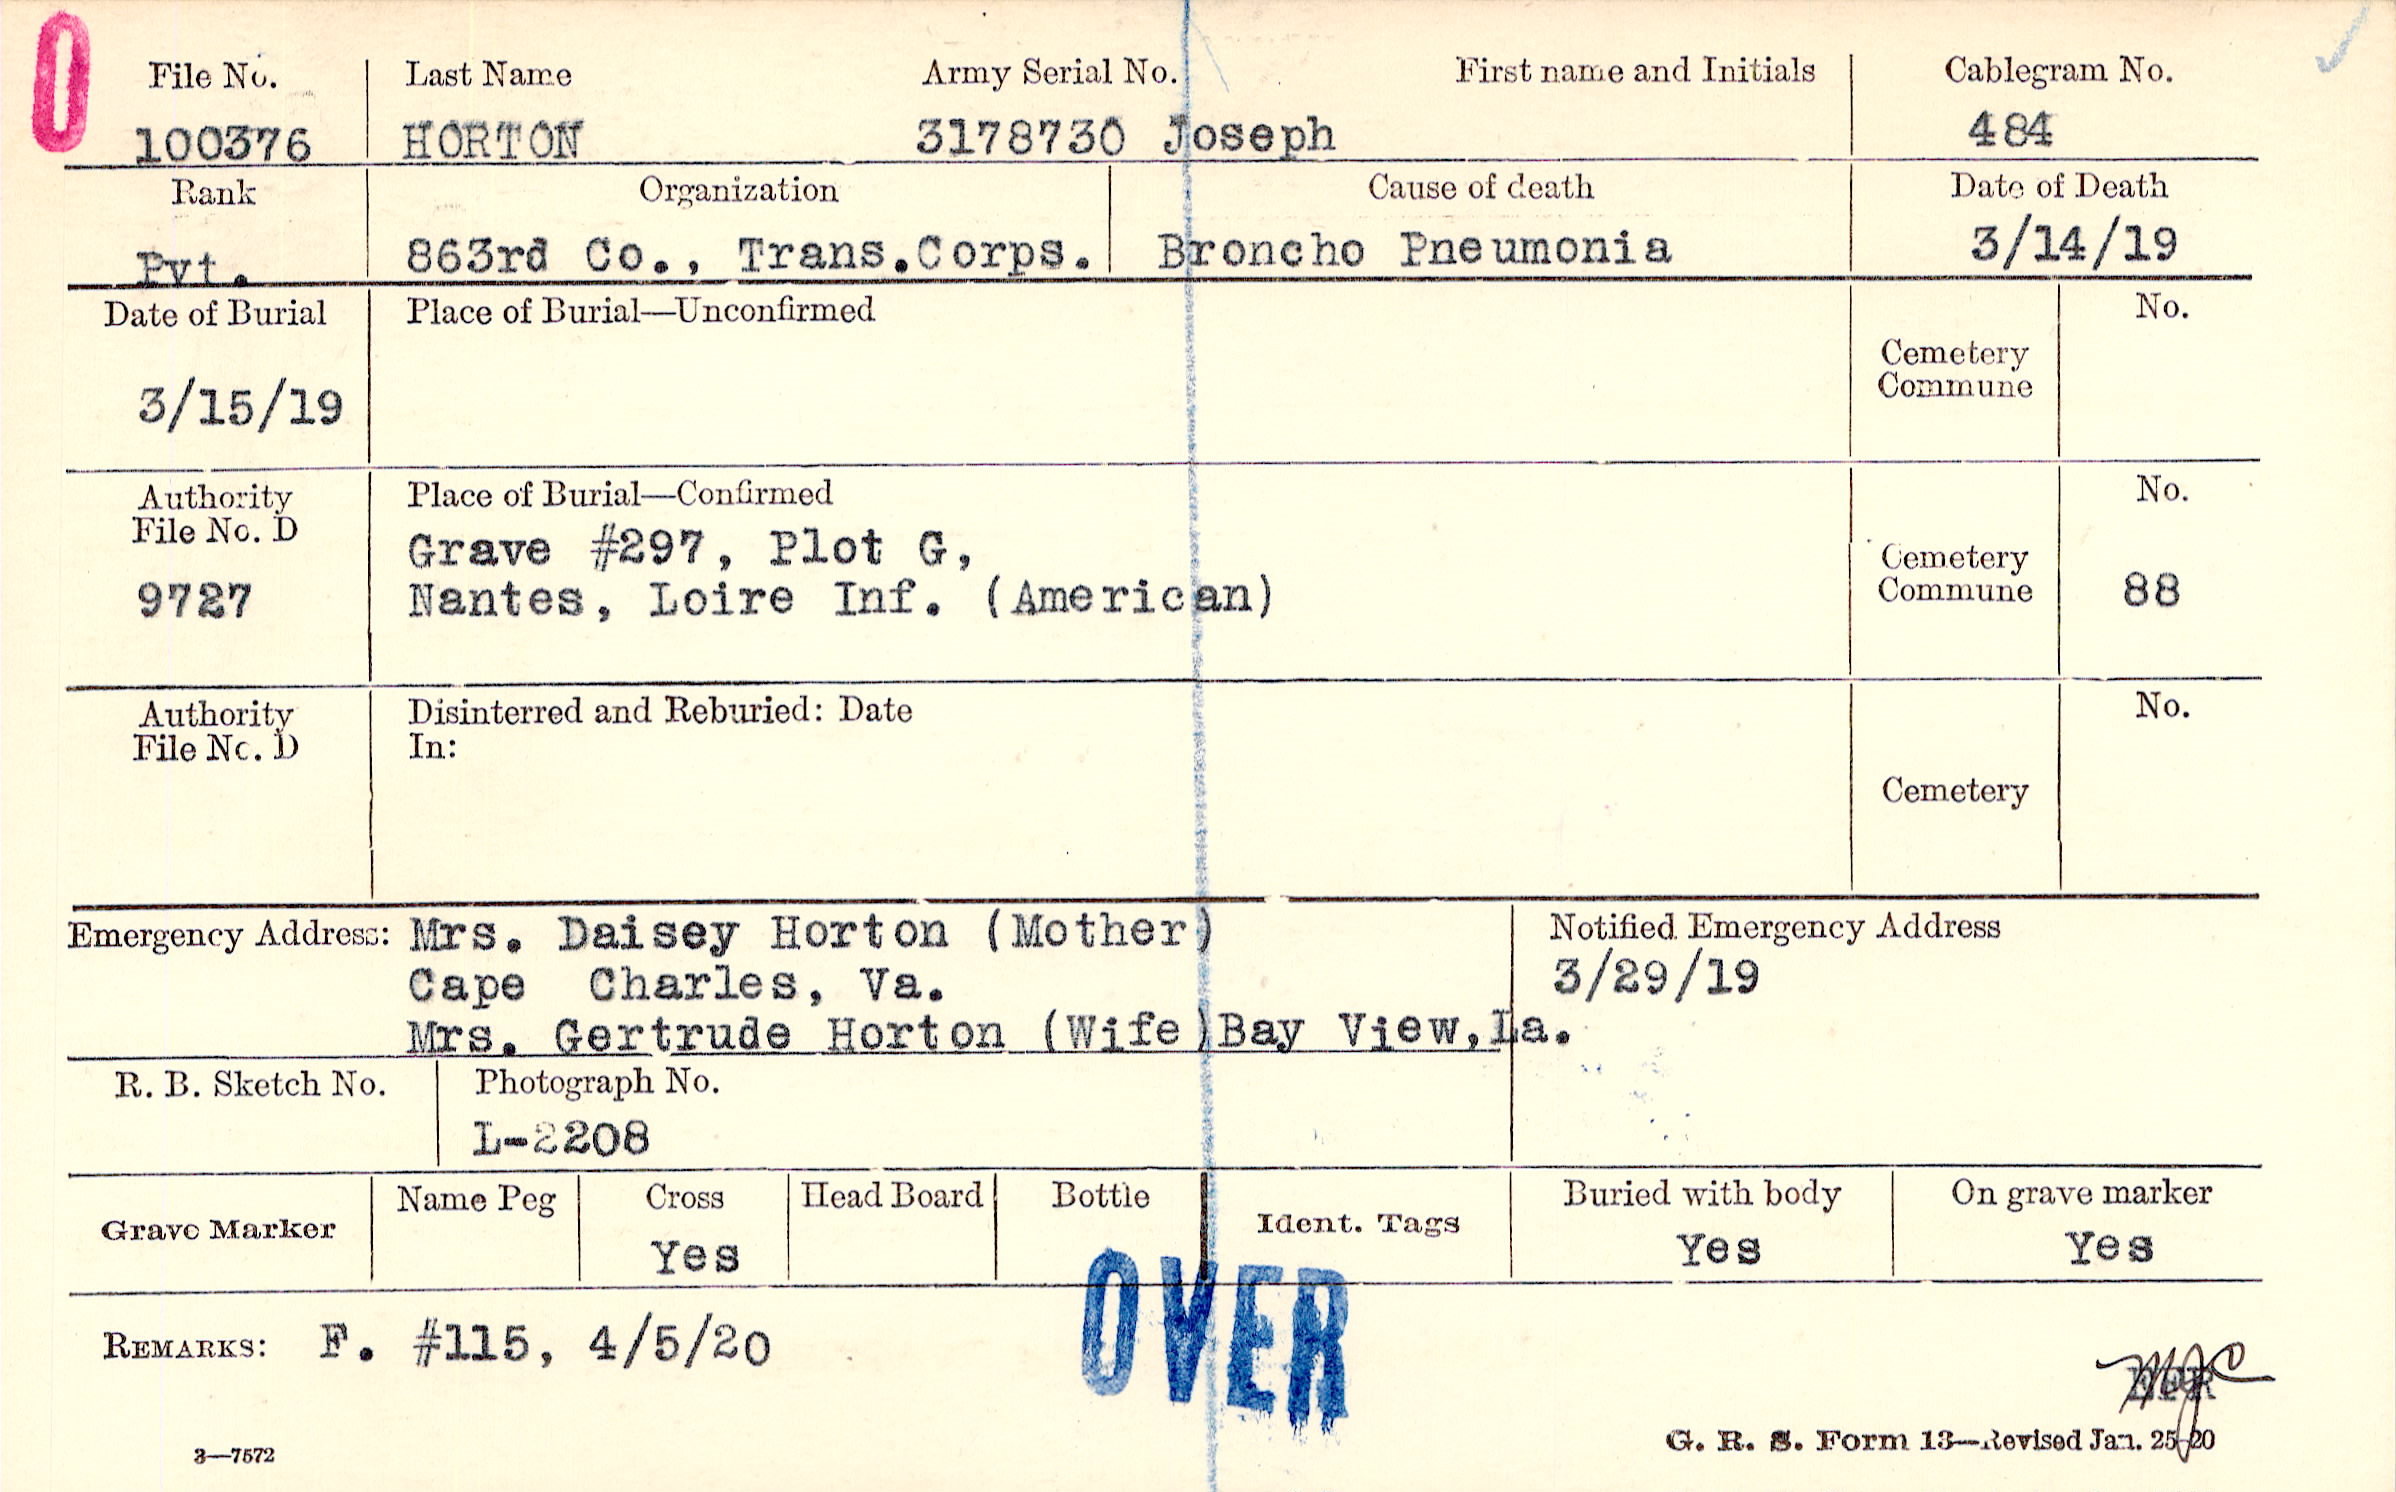 0
File No. Last Name Army Serial No. First name and Initials Cablegram No.
100376 HORTON 3178730 Joseph 484
Rank Organization Cause of death Date of Death
Pvt. 863rd Co., Trans.Corps. Broncho Pneumonia 3/14/19
Date of Burial Place of Burial—Unconfirmed No.
Cemetery
Commune
3/15/19
Authority Place of Burial—Confirmed No.
File No. D
Grave #297, Plot G,
Cemetery
9727 Nantes, Loire Inf. (American) Commune 88
Authority Disinterred and Reburied: Date No.
File No. D In:
Cemetery
Emergency Address: Mrs. Daisey Horton (Mother) Notified Emergency Address
Cape Charles, Va. 3/29/19
Mrs. Gertrude Horton (Wife)Bay View,La.
R. B. Sketch No. Photograph No.
L-2208
Grave Marker Name Peg Cross Head Board Bottle Ident. Tags Buried with body On grave marker
Yes Yes Yes
OVER
REMARKS: F. #115, 4/5/20
3—7572
G. R. S. Form 13—Revised Jan. 25-20